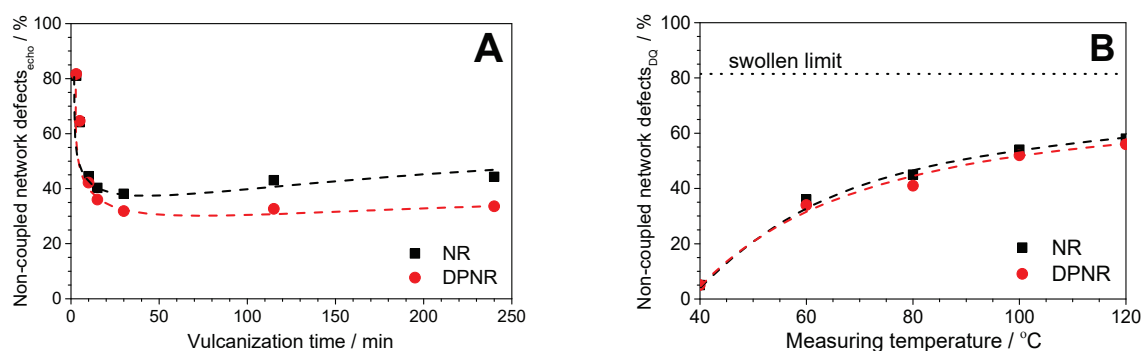 A
Non-coupled network defects_echo / %
100
80
60
40
20
0
NR
DPNR
0 50 100 150 200 250
Vulcanization time / min
B
Non-coupled network defects_DQ / %
100
80
60
40
20
0
swollen limit
NR
DPNR
40 60 80 100 120
Measuring temperature / °C